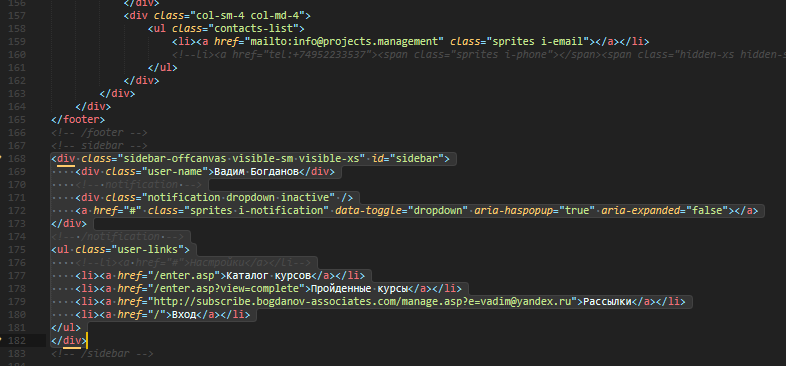 156 </div>
157 <div class="col-sm-4 col-md-4">
158 <ul class="contacts-list">
159 <li><a href="mailto:info@projects.management" class="sprites i-email"></a></li>
160 <!--li><a href="tel:+74952233537"><span class="sprites i-phone"></span><span class="hidden-xs hidden-s
161 </ul>
162 </div>
163 </div>
164 </div>
165 </footer>
166 <!-- /footer -->
167 <!-- sidebar -->
168 <div class="sidebar-offcanvas visible-sm visible-xs" id="sidebar">
169 <div class="user-name">Вадим Богданов</div>
170 <!-- notification -->
171 <div class="notification dropdown inactive" />
172 <a href="#" class="sprites i-notification" data-toggle="dropdown" aria-haspopup="true" aria-expanded="false"></a>
173 </div>
174 <!-- /notification -->
175 <ul class="user-links">
176 <!--li><a href="#">Настройки</a></li-->
177 <li><a href="/enter.asp">Каталог курсов</a></li>
178 <li><a href="/enter.asp?view=complete">Пройденные курсы</a></li>
179 <li><a href="http://subscribe.bogdanov-associates.com/manage.asp?e=vadim@yandex.ru">Рассылки</a></li>
180 <li><a href="/">Вход</a></li>
181 </ul>
182 </div>
183 <!-- /sidebar -->